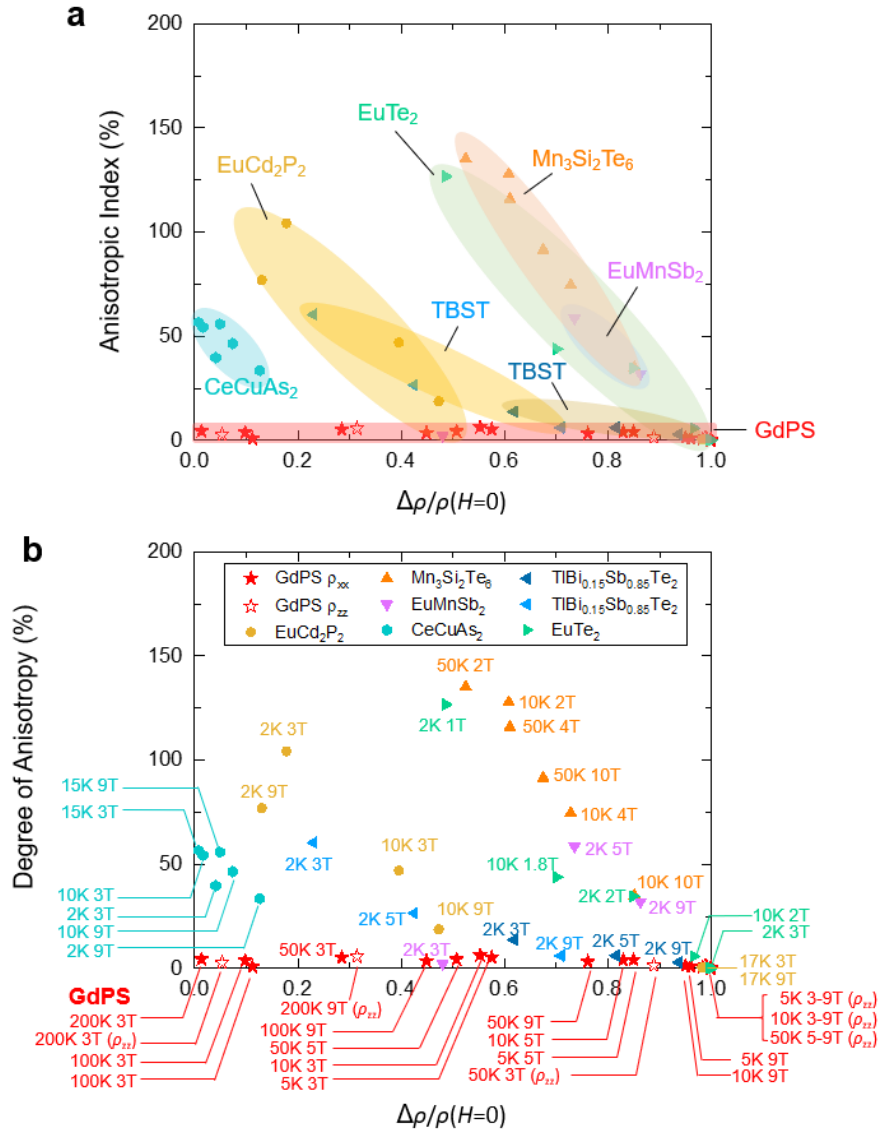 a
200
150
100
50
0
Anisotropic Index (%)
EuTe₂
Mn₃Si₂Te₆
EuCd₂P₂
EuMnSb₂
TBST
TBST
CeCuAs₂
GdPS
0.0 0.2 0.4 0.6 0.8 1.0
Δρ/ρ(H=0)
b
200
150
100
50
0
Degree of Anisotropy (%)
GdPS ρxx Mn₃Si₂Te₆ TlBi₀.₁₅Sb₀.₈₅Te₂
GdPS ρzz EuMnSb₂ TlBi₀.₁₅Sb₀.₈₅Te₂
EuCd₂P₂ CeCuAs₂ EuTe₂
50K 2T
10K 2T
2K 1T
50K 4T
2K 3T
50K 10T
15K 9T
2K 9T
10K 4T
15K 3T
2K 3T
10K 3T
2K 5T
10K 1.8T
10K 10T
10K 3T
2K 2T
2K 3T
2K 5T
10K 9T
2K 9T
10K 2T
10K 9T
2K 3T
2K 3T
2K 9T
50K 3T
2K 3T
2K 9T
2K 5T
2K 9T
17K 3T
17K 9T
0.0 0.2 0.4 0.6 0.8 1.0
GdPS
200K 3T
200K 3T (ρzz)
100K 3T
100K 3T
200K 9T (ρzz)
100K 9T
50K 5T
10K 3T
5K 3T
50K 9T
10K 5T
5K 5T
50K 3T (ρzz)
5K 3-9T (ρzz)
10K 3-9T (ρzz)
50K 5-9T (ρzz)
5K 9T
10K 9T
Δρ/ρ(H=0)